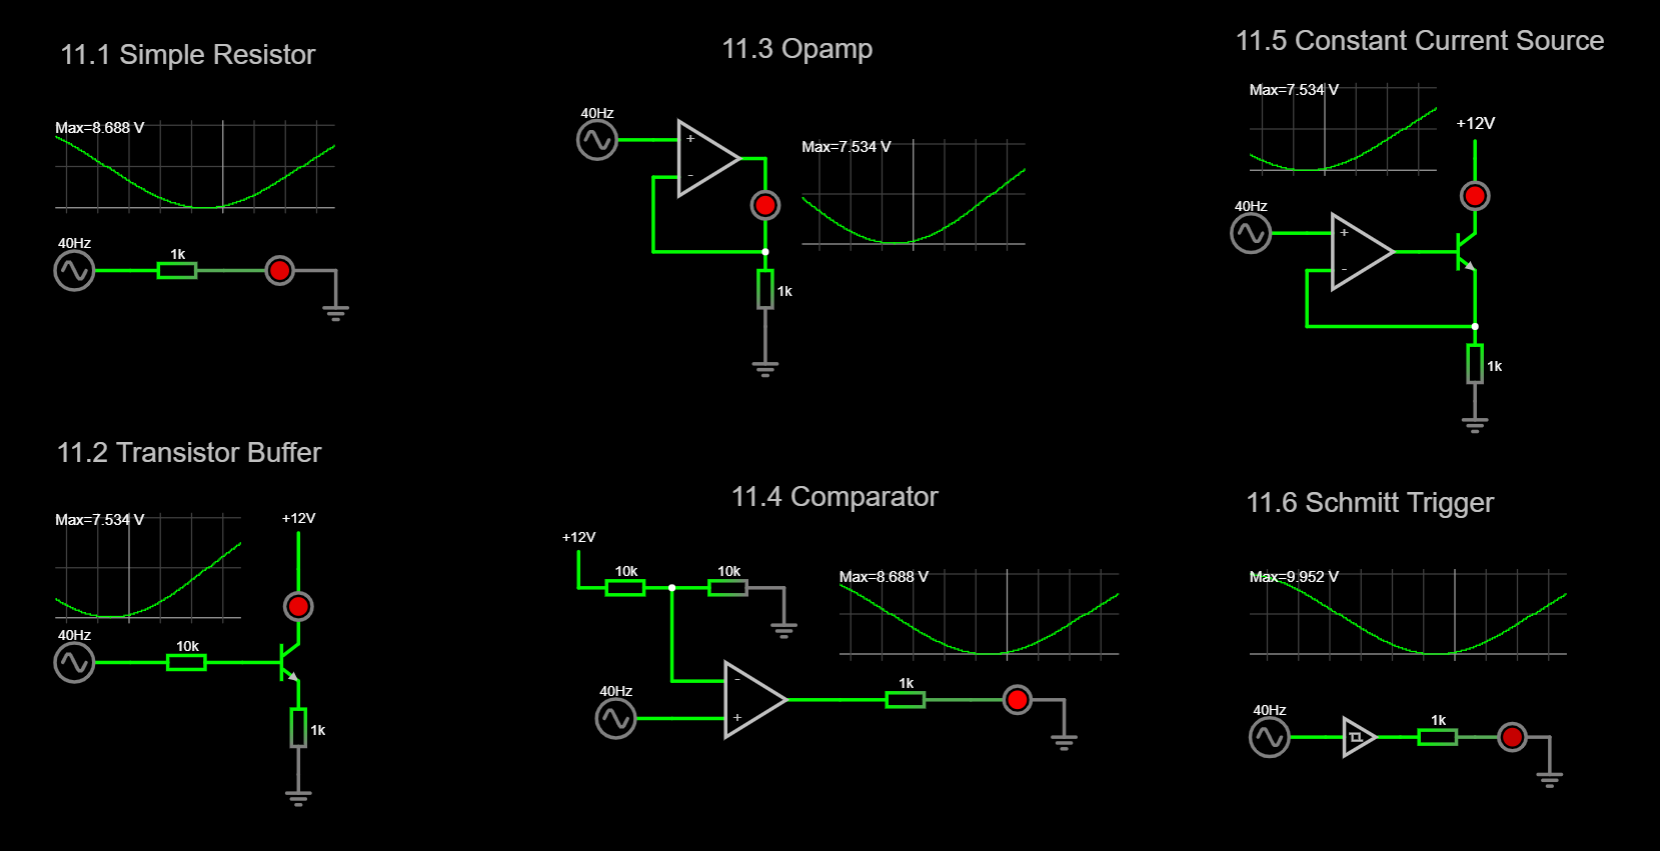 11.1 Simple Resistor
Max=8.688 V
40Hz
1k
11.2 Transistor Buffer
Max=7.534 V
+12V
40Hz
10k
1k
11.3 Opamp
40Hz
+
-
Max=7.534 V
1k
11.4 Comparator
+12V
10k
10k
Max=8.688 V
40Hz
-
+
1k
11.5 Constant Current Source
Max=7.534 V
+12V
40Hz
+
-
1k
11.6 Schmitt Trigger
Max=9.952 V
40Hz
1k